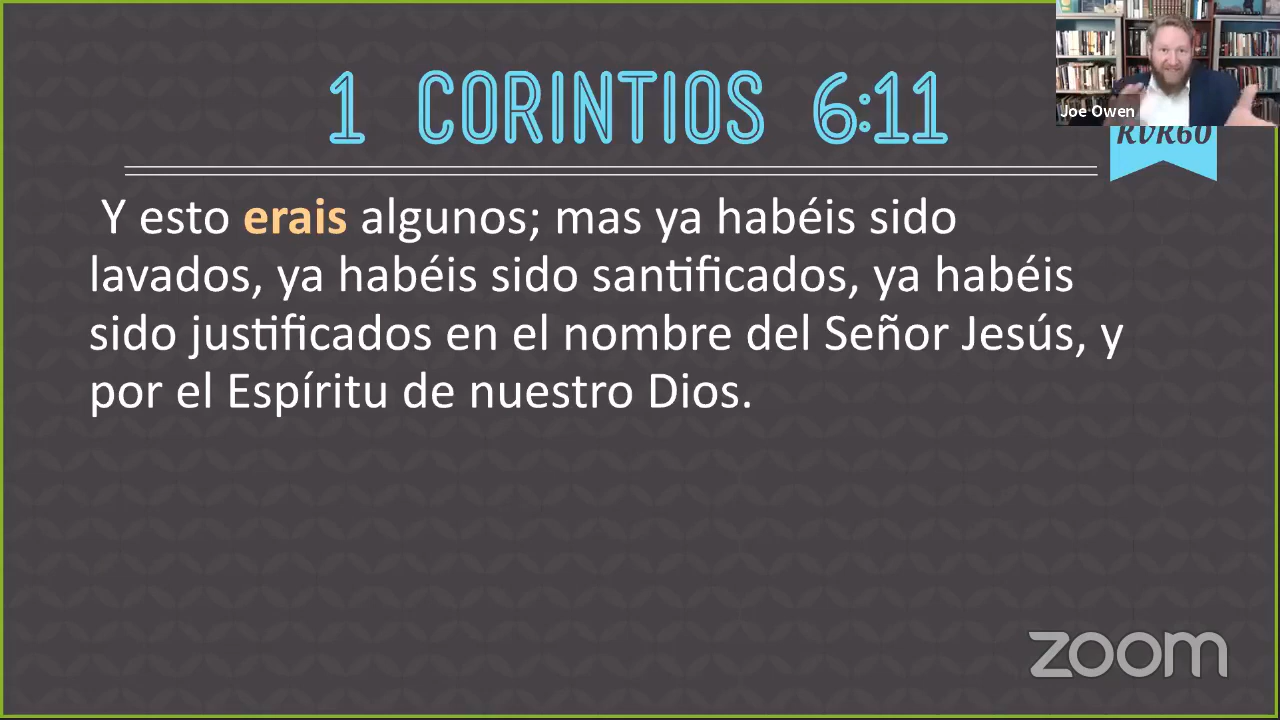 1 CORINTIOS 6:11
Joe Owen
RVR60
Y esto erais algunos; mas ya habéis sido
lavados, ya habéis sido santificados, ya habéis
sido justificados en el nombre del Señor Jesús, y
por el Espíritu de nuestro Dios.
zoom